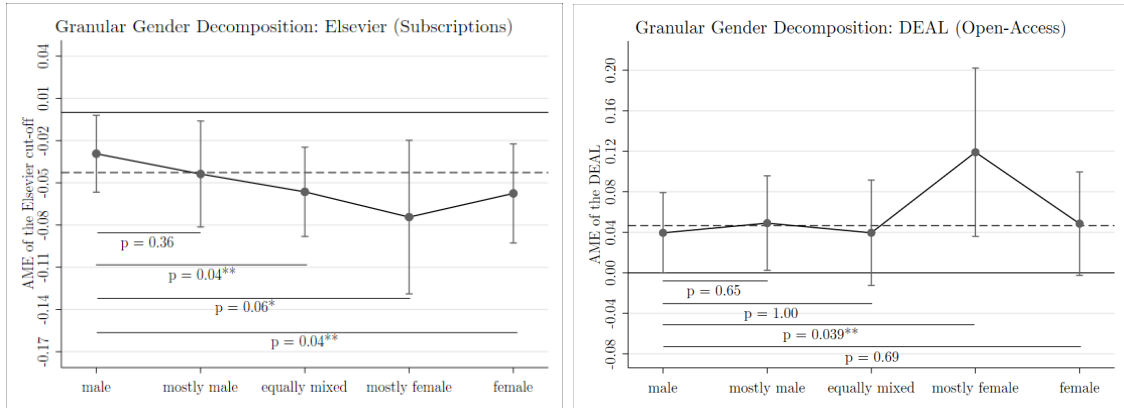 Granular Gender Decomposition: Elsevier (Subscriptions)
AME of the Elsevier cut-off
0.04
0.01
-0.02
-0.05
-0.08
-0.11
-0.14
-0.17
p = 0.36
p = 0.04**
p = 0.06*
p = 0.04**
male mostly male equally mixed mostly female female
Granular Gender Decomposition: DEAL (Open-Access)
AME of the DEAL
0.20
0.16
0.12
0.08
0.04
0.00
-0.04
-0.08
p = 0.65
p = 1.00
p = 0.039**
p = 0.69
male mostly male equally mixed mostly female female